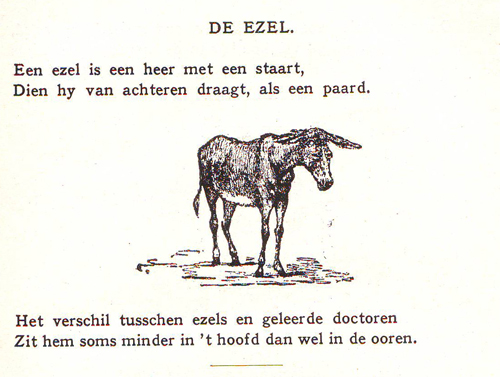 DE EZEL.
Een ezel is een heer met een staart,
Dien hy van achteren draagt, als een paard.
Het verschil tusschen ezels en geleerde doctoren
Zit hem soms minder in 't hoofd dan wel in de ooren.